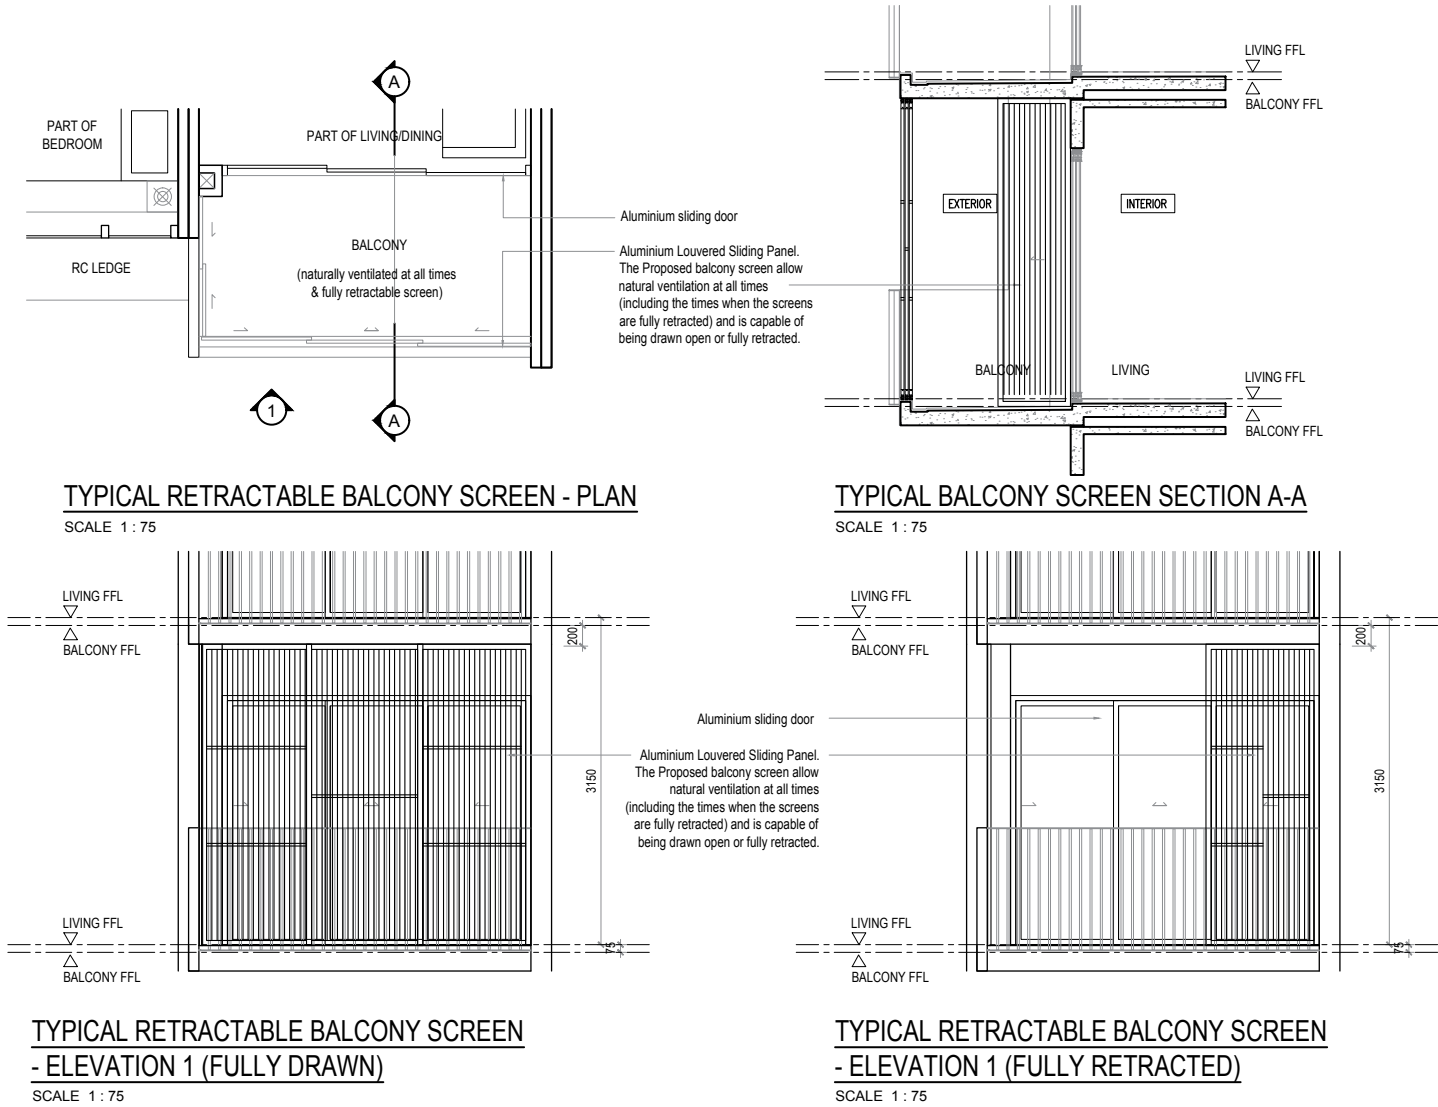 A
PART OF
BEDROOM
PART OF LIVING/DINING
Aluminium sliding door
BALCONY
(naturally ventilated at all times
& fully retractable screen)
RC LEDGE
Aluminium Louvered Sliding Panel.
The Proposed balcony screen allow
natural ventilation at all times
(including the times when the screens
are fully retracted) and is capable of
being drawn open or fully retracted.
1
A
TYPICAL RETRACTABLE BALCONY SCREEN - PLAN
SCALE 1 : 75
LIVING FFL
BALCONY FFL
EXTERIOR
INTERIOR
BALCONY
LIVING
LIVING FFL
BALCONY FFL
TYPICAL BALCONY SCREEN SECTION A-A
SCALE 1 : 75
LIVING FFL
BALCONY FFL
200
3150
LIVING FFL
BALCONY FFL
75
Aluminium sliding door
Aluminium Louvered Sliding Panel.
The Proposed balcony screen allow
natural ventilation at all times
(including the times when the screens
are fully retracted) and is capable of
being drawn open or fully retracted.
TYPICAL RETRACTABLE BALCONY SCREEN
- ELEVATION 1 (FULLY DRAWN)
SCALE 1 : 75
LIVING FFL
BALCONY FFL
200
3150
LIVING FFL
BALCONY FFL
75
TYPICAL RETRACTABLE BALCONY SCREEN
- ELEVATION 1 (FULLY RETRACTED)
SCALE 1 : 75